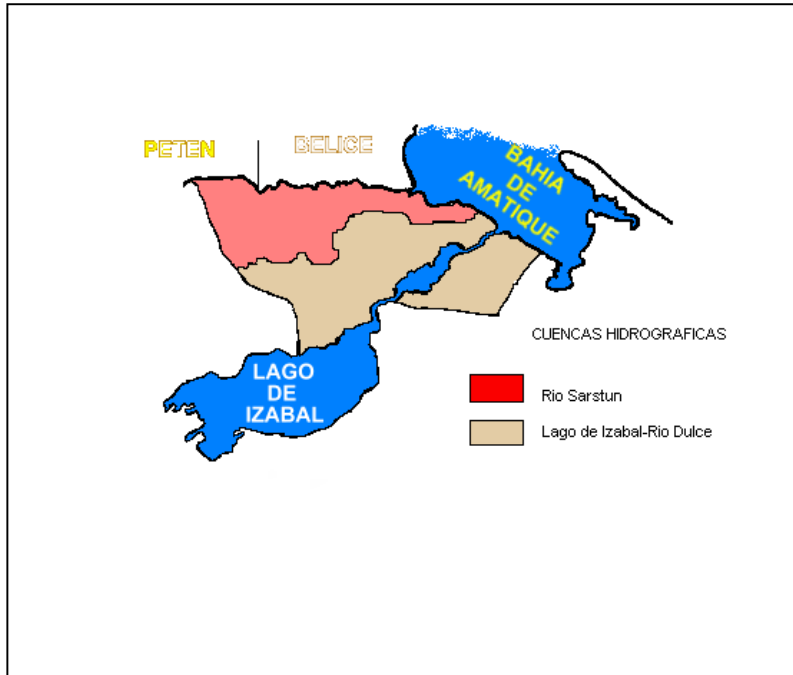 PETEN
BELICE
BAHIA
DE
AMATIQUE
CUENCAS HIDROGRAFICAS
LAGO
DE
IZABAL
Rio Sarstun
Lago de Izabal-Rio Dulce